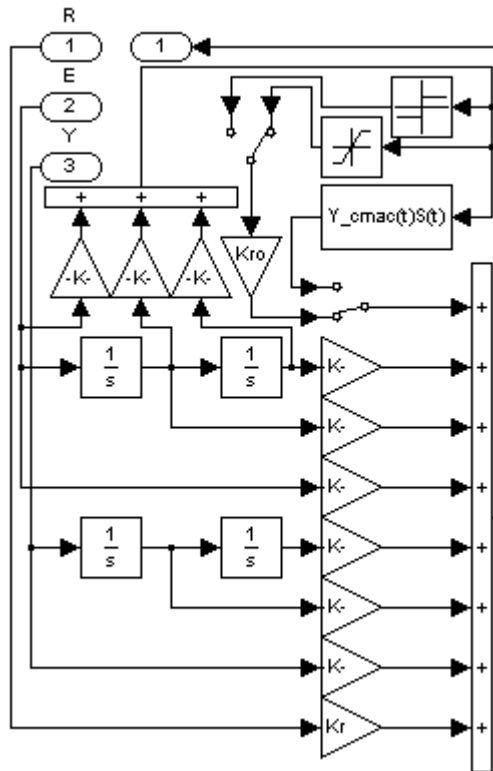 R
1 1
E
2
Y
3
+ + +
Y_cmac(t)S(t)
Kro
-K- -K- -K-
+
1/s 1/s K- +
K- +
K- +
1/s 1/s K- +
K- +
K- +
Kr +